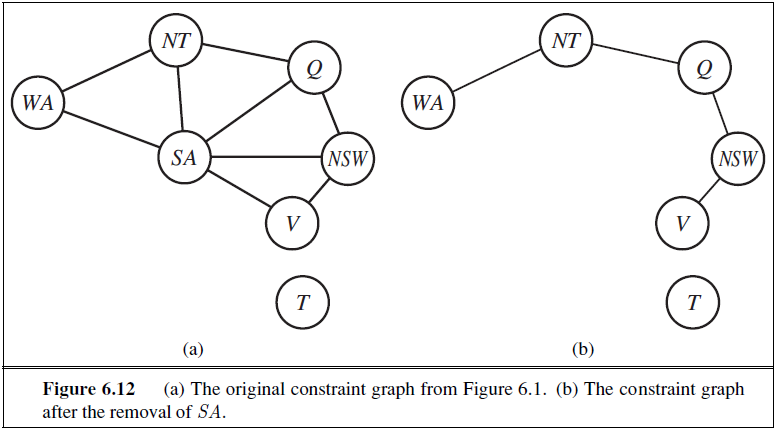 NT NT
Q Q
WA WA
SA NSW NSW
V V
T T
(a) (b)
Figure 6.12 (a) The original constraint graph from Figure 6.1. (b) The constraint graph
after the removal of SA.